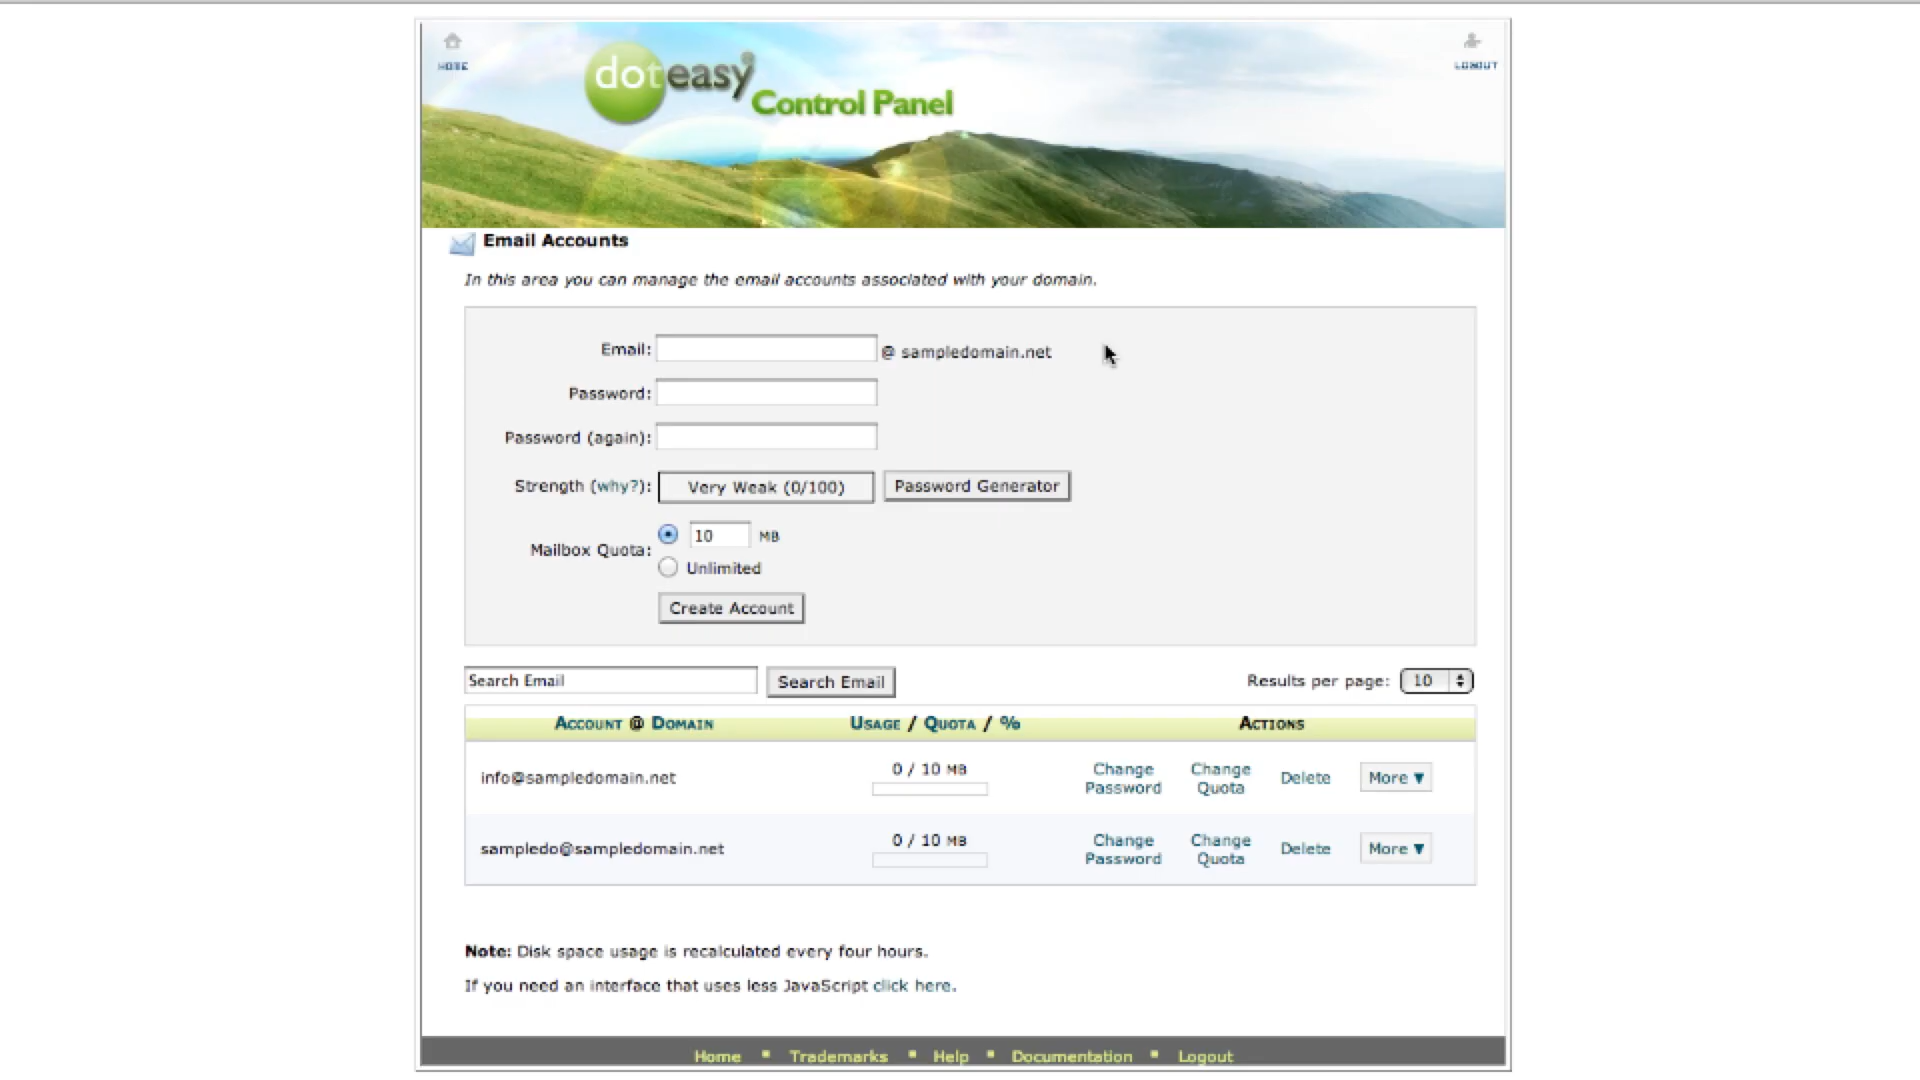 HOME
LOGOUT
doteasy
Control Panel
Email Accounts
In this area you can manage the email accounts associated with your domain.
Email: @ sampledomain.net
Password:
Password (again):
Strength (why?): Very Weak (0/100) Password Generator
Mailbox Quota: 10 MB
Unlimited
Create Account
Search Email Search Email Results per page: 10
Account @ Domain Usage / Quota / % Actions
info@sampledomain.net 0 / 10 MB Change Password Change Quota Delete More ▼
sampledo@sampledomain.net 0 / 10 MB Change Password Change Quota Delete More ▼
Note: Disk space usage is recalculated every four hours.
If you need an interface that uses less JavaScript click here.
Home ▪ Trademarks ▪ Help ▪ Documentation ▪ Logout